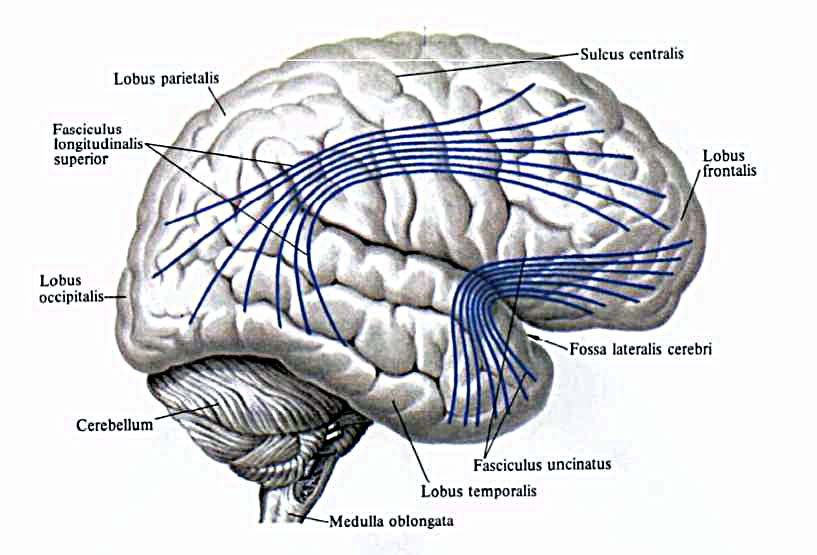 Sulcus centralis
Lobus parietalis
Fasciculus
longitudinalis
superior
Lobus
frontalis
Lobus
occipitalis
Fossa lateralis cerebri
Cerebellum
Fasciculus uncinatus
Lobus temporalis
Medulla oblongata